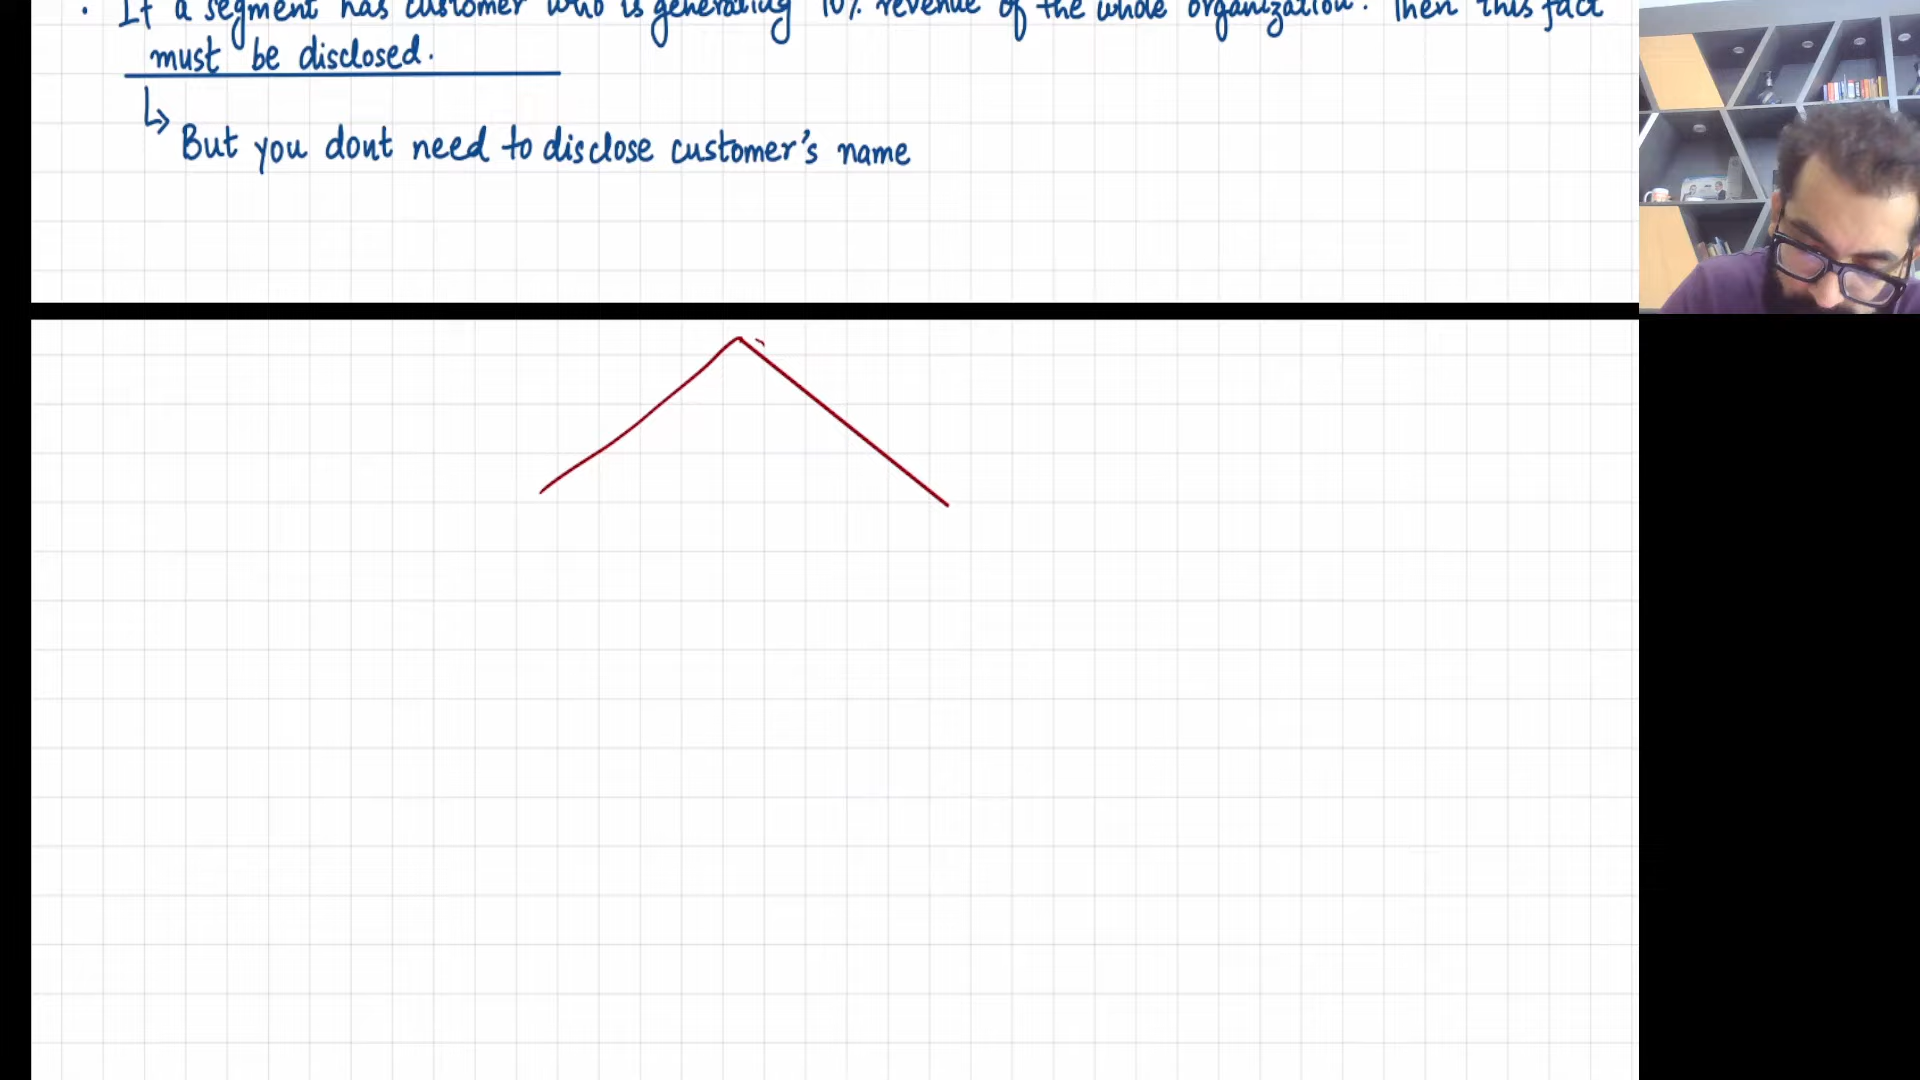 · If a segment has customer who is generating 10% revenue of the whole organization. Then this fact
must be disclosed.
↳ But you dont need to disclose customer's name